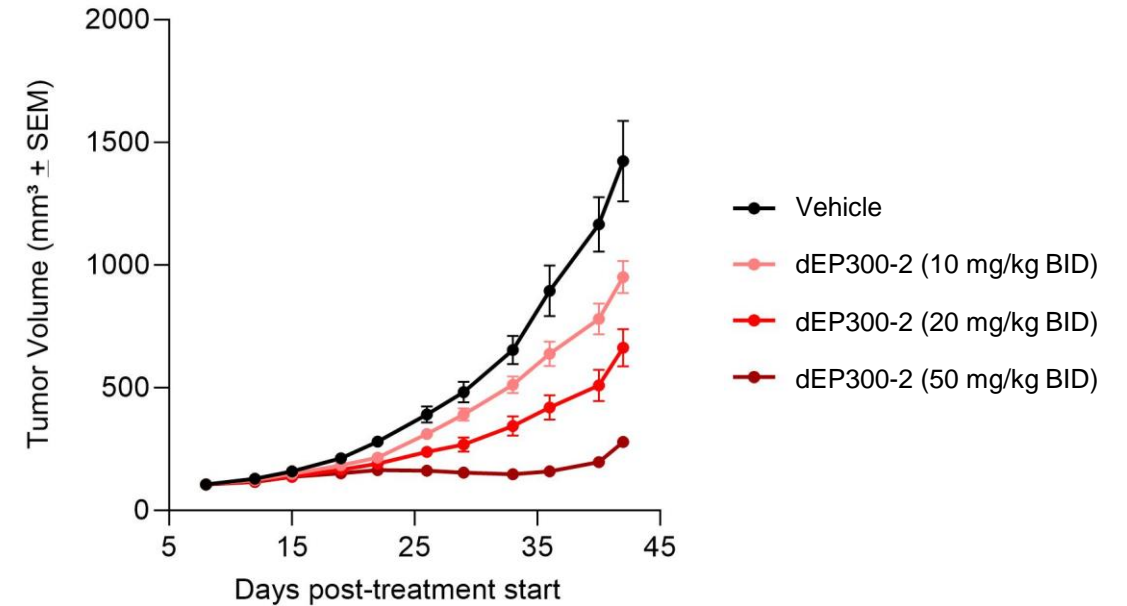 2000
1500
1000
500
0
5 15 25 35 45
Tumor Volume (mm³ ± SEM)
Days post-treatment start
Vehicle
dEP300-2 (10 mg/kg BID)
dEP300-2 (20 mg/kg BID)
dEP300-2 (50 mg/kg BID)